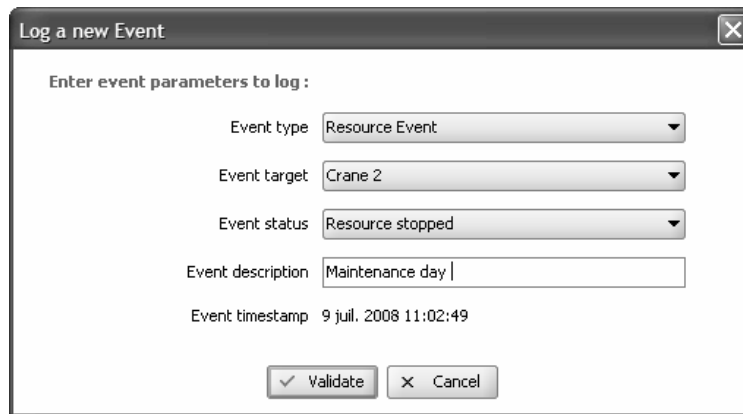 Log a new Event
Enter event parameters to log :
Event type Resource Event
Event target Crane 2
Event status Resource stopped
Event description Maintenance day
Event timestamp 9 juil. 2008 11:02:49
Validate Cancel